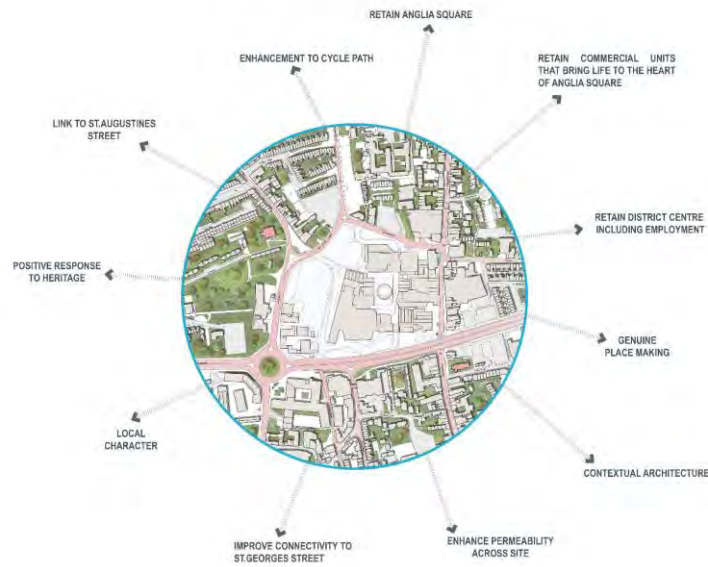 RETAIN ANGLIA SQUARE
ENHANCEMENT TO CYCLE PATH
RETAIN COMMERCIAL UNITS
THAT BRING LIFE TO THE HEART
OF ANGLIA SQUARE
LINK TO ST.AUGUSTINES
STREET
RETAIN DISTRICT CENTRE
INCLUDING EMPLOYMENT
POSITIVE RESPONSE
TO HERITAGE
GENUINE
PLACE MAKING
LOCAL
CHARACTER
CONTEXTUAL ARCHITECTURE
IMPROVE CONNECTIVITY TO
ST.GEORGES STREET
ENHANCE PERMEABILITY
ACROSS SITE